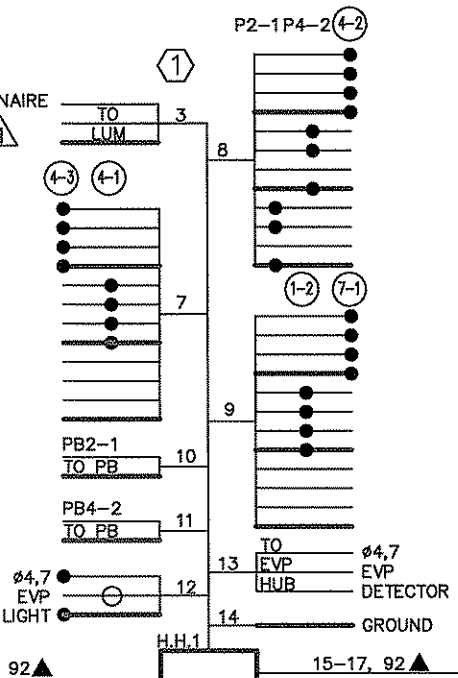 P2-1 P4-2 4-2
1
NAIRE
TO
LUM
3
8
4-3 4-1
1-2 7-1
7
9
PB2-1
TO PB
10
PB4-2
TO PB
11
ø4,7
EVP
LIGHT
12
13
TO
EVP
HUB
ø4,7
EVP
DETECTOR
14
GROUND
H.H.1
92
15-17, 92